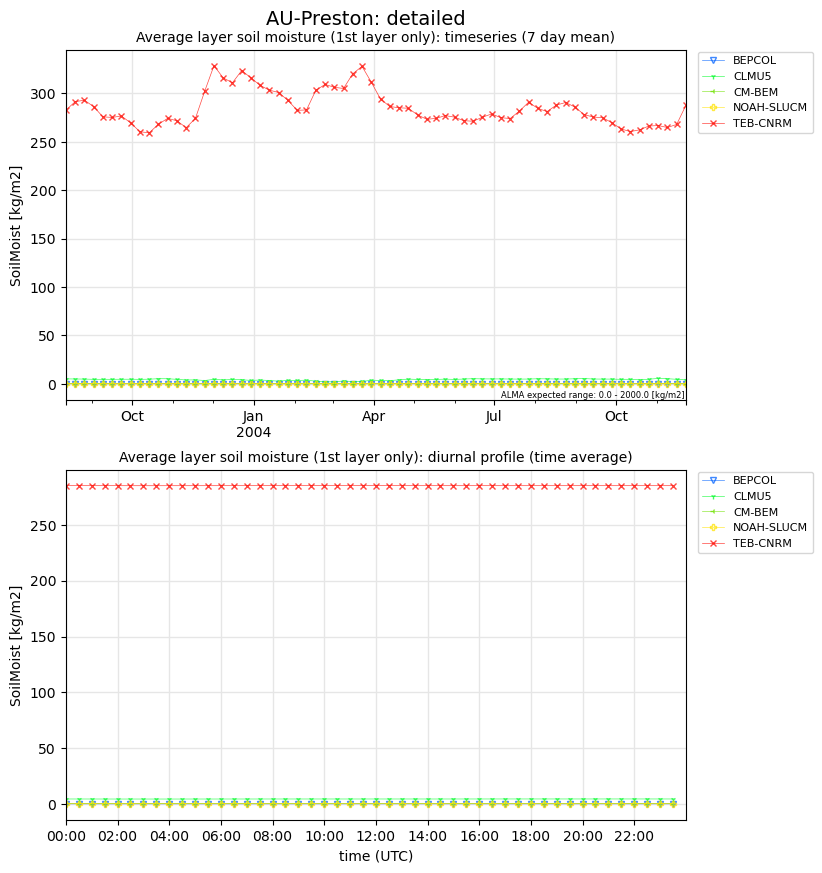 AU-Preston: detailed
Average layer soil moisture (1st layer only): timeseries (7 day mean)
BEPCOL
CLMU5
CM-BEM
NOAH-SLUCM
TEB-CNRM
SoilMoist [kg/m2]
300
250
200
150
100
50
0
ALMA expected range: 0.0 - 2000.0 [kg/m2]
Oct
Jan
2004
Apr
Jul
Oct
Average layer soil moisture (1st layer only): diurnal profile (time average)
BEPCOL
CLMU5
CM-BEM
NOAH-SLUCM
TEB-CNRM
SoilMoist [kg/m2]
250
200
150
100
50
0
00:00 02:00 04:00 06:00 08:00 10:00 12:00 14:00 16:00 18:00 20:00 22:00
time (UTC)